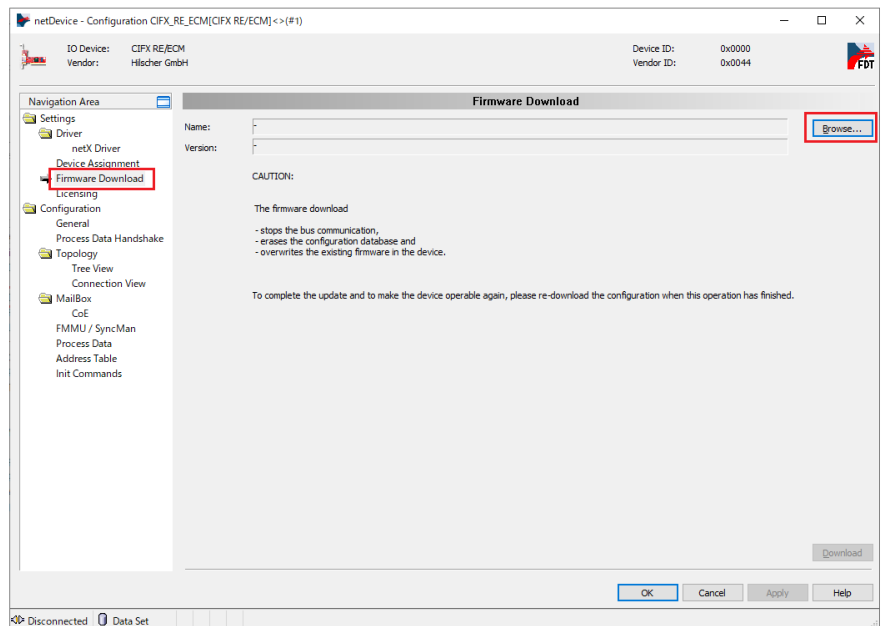 netDevice - Configuration CIFX_RE_ECM[CIFX RE/ECM]<>(#1)
IO Device: CIFX RE/ECM Device ID: 0x0000
Vendor: Hilscher GmbH Vendor ID: 0x0044
FDT
Navigation Area
Firmware Download
Settings
Driver
netX Driver
Device Assignment
Firmware Download
Licensing
Configuration
General
Process Data Handshake
Topology
Tree View
Connection View
MailBox
CoE
FMMU / SyncMan
Process Data
Address Table
Init Commands
Name: - Browse...
Version: -
CAUTION:
The firmware download
- stops the bus communication,
- erases the configuration database and
- overwrites the existing firmware in the device.
To complete the update and to make the device operable again, please re-download the configuration when this operation has finished.
Download
OK Cancel Apply Help
Disconnected Data Set